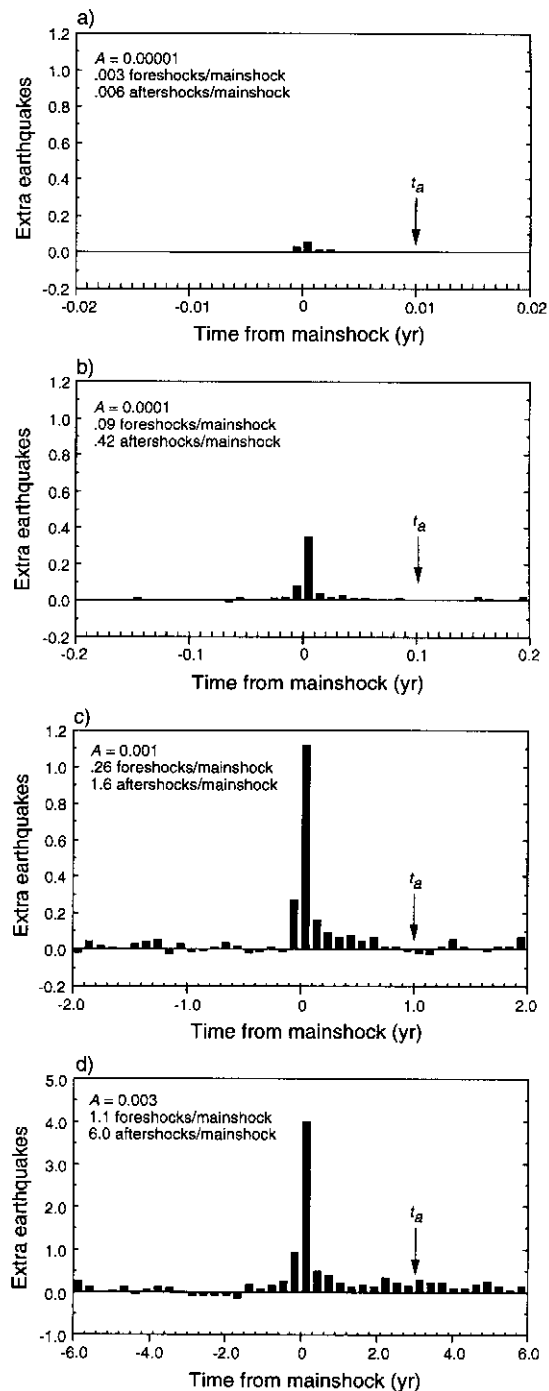 a)
A = 0.00001
.003 foreshocks/mainshock
.006 aftershocks/mainshock
ta
Extra earthquakes
1.2
1.0
0.8
0.6
0.4
0.2
0.0
-0.2
-0.02
-0.01
0
0.01
0.02
Time from mainshock (yr)
b)
A = 0.0001
.09 foreshocks/mainshock
.42 aftershocks/mainshock
ta
Extra earthquakes
1.2
1.0
0.8
0.6
0.4
0.2
0.0
-0.2
-0.2
-0.1
0
0.1
0.2
Time from mainshock (yr)
c)
A = 0.001
.26 foreshocks/mainshock
1.6 aftershocks/mainshock
ta
Extra earthquakes
1.2
1.0
0.8
0.6
0.4
0.2
0.0
-0.2
-2.0
-1.0
0
1.0
2.0
Time from mainshock (yr)
d)
A = 0.003
1.1 foreshocks/mainshock
6.0 aftershocks/mainshock
ta
Extra earthquakes
5.0
4.0
3.0
2.0
1.0
0.0
-1.0
-6.0
-4.0
-2.0
0
2.0
4.0
6.0
Time from mainshock (yr)